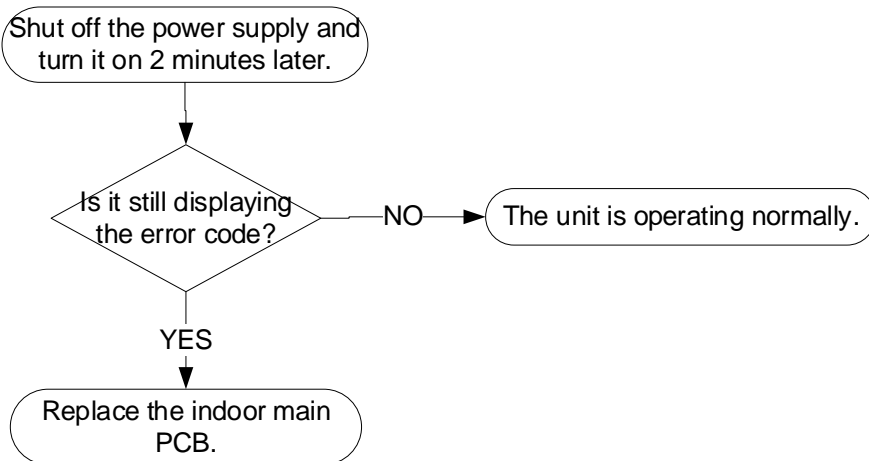 Shut off the power supply and
turn it on 2 minutes later.
Is it still displaying
the error code?
NO
The unit is operating normally.
YES
Replace the indoor main
PCB.